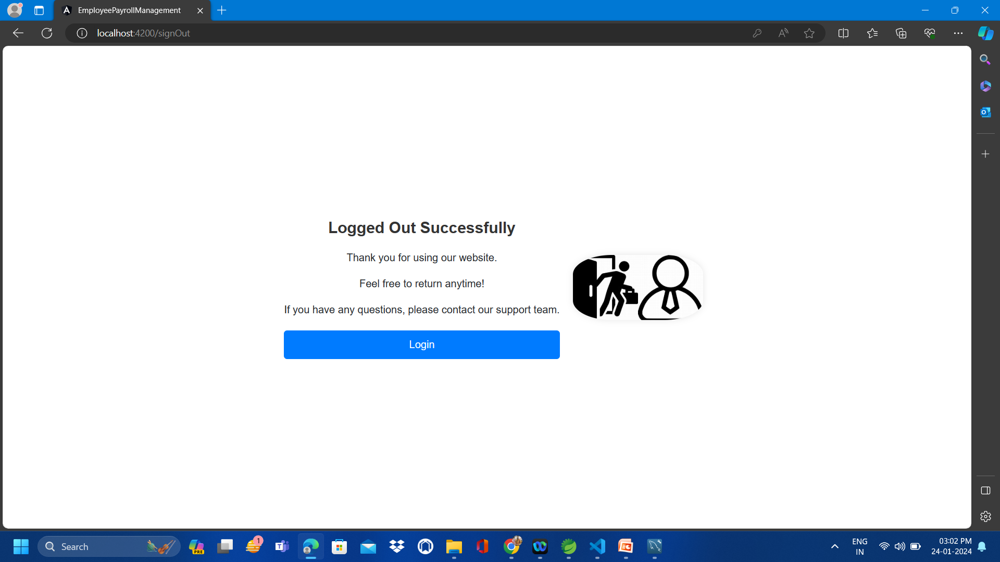 EmployeePayrollManagement
localhost:4200/signOut
Logged Out Successfully
Thank you for using our website.
Feel free to return anytime!
If you have any questions, please contact our support team.
Login
Search
PRE
1
ENG
IN
03:02 PM
24-01-2024